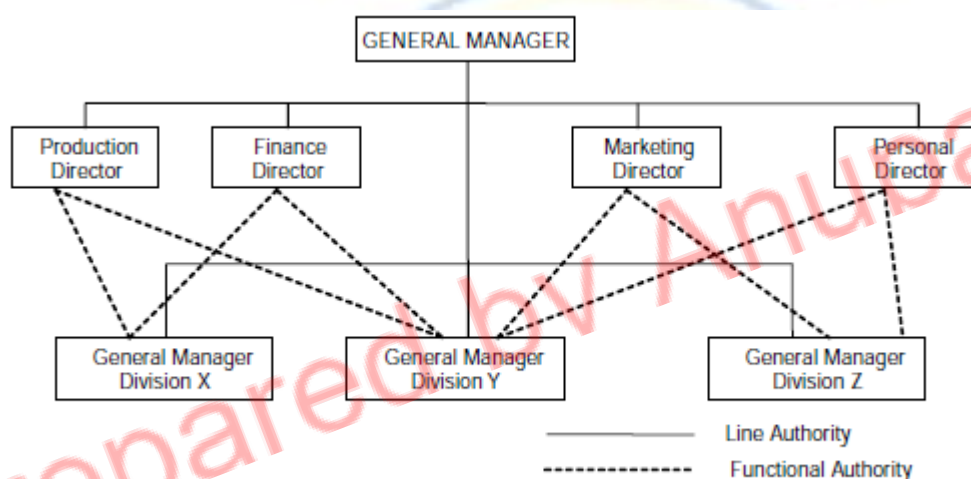 GENERAL MANAGER
Production
Director
Finance
Director
Marketing
Director
Personal
Director
General Manager
Division X
General Manager
Division Y
General Manager
Division Z
Line Authority
Functional Authority